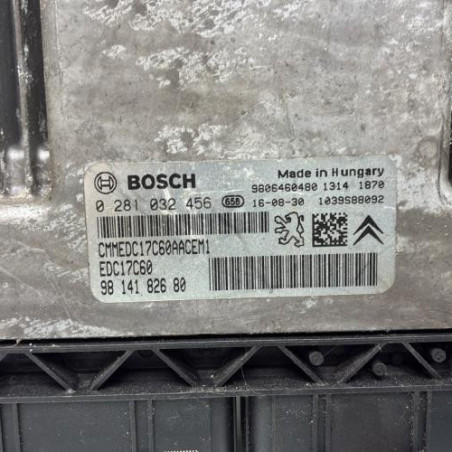 BOSCH
Made in Hungary
9806460480 1314 1870
0 281 032 456 656 16-08-30 1039S88092
CMMEDC17C60AACEM1
EDC17C60
98 141 826 80